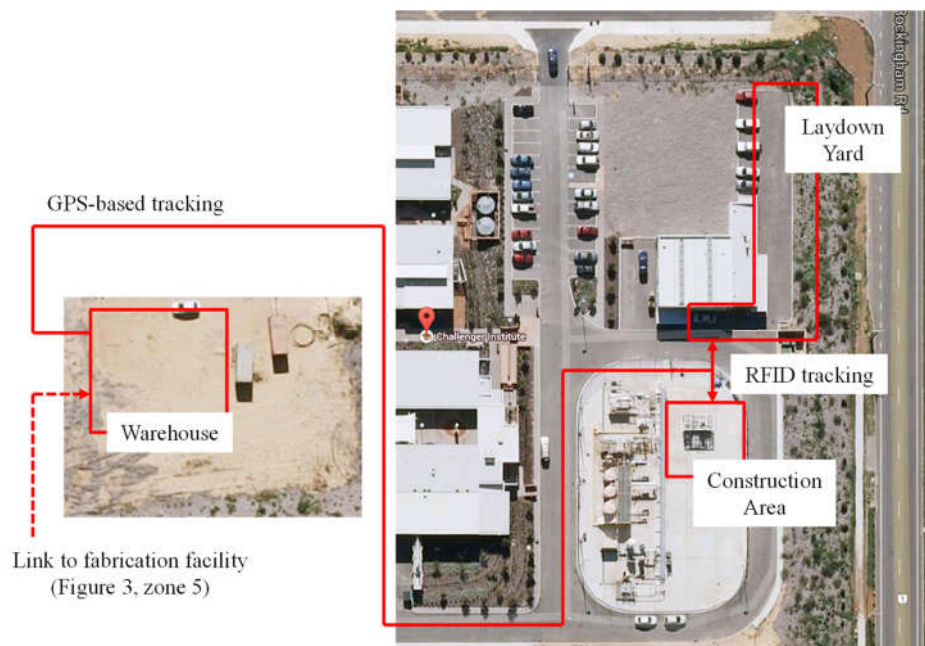 Rockingham Rd
Laydown
Yard
GPS-based tracking
Challenger Institute
RFID tracking
Warehouse
Construction
Area
Link to fabrication facility
(Figure 3, zone 5)
1